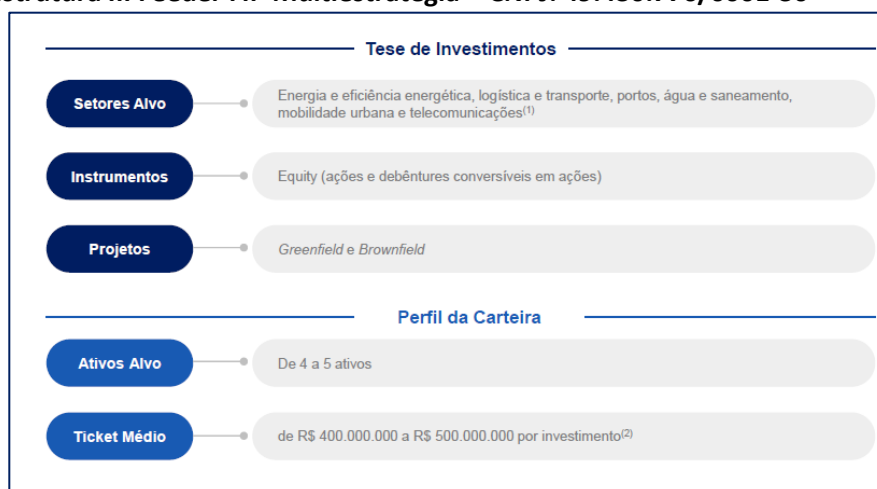 Tese de Investimentos
Setores Alvo
Energia e eficiência energética, logística e transporte, portos, água e saneamento,
mobilidade urbana e telecomunicações(1)
Instrumentos
Equity (ações e debêntures conversíveis em ações)
Projetos
Greenfield e Brownfield
Perfil da Carteira
Ativos Alvo
De 4 a 5 ativos
Ticket Médio
de R$ 400.000.000 a R$ 500.000.000 por investimento(2)